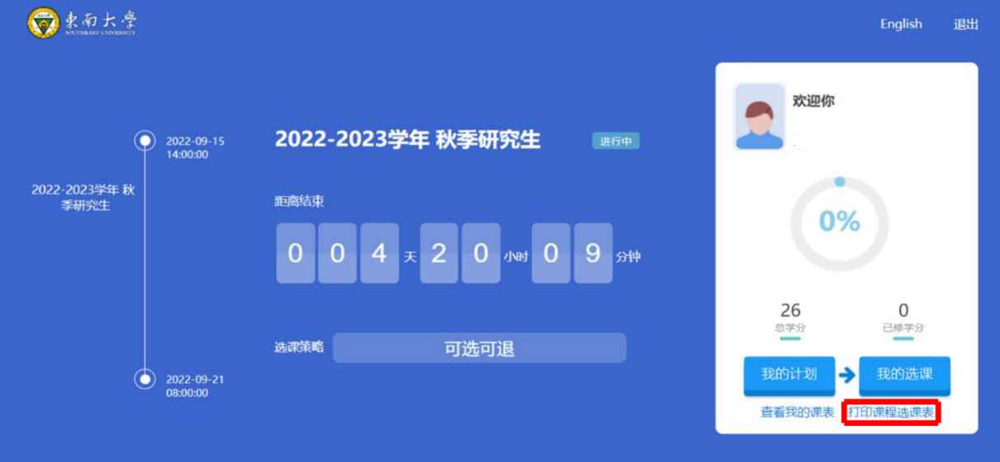 東南大學
SOUTHEAST UNIVERSITY
English 退出
2022-09-15
14:00:00
2022-2023学年 秋
季研究生
2022-09-21
08:00:00
2022-2023学年 秋季研究生 进行中
距离结束
0 0 4 天 2 0 小时 0 9 分钟
选课策略 可选可退
欢迎你
0%
26 0
总学分 已修学分
我的计划 我的选课
查看我的课表 打印课程选课表